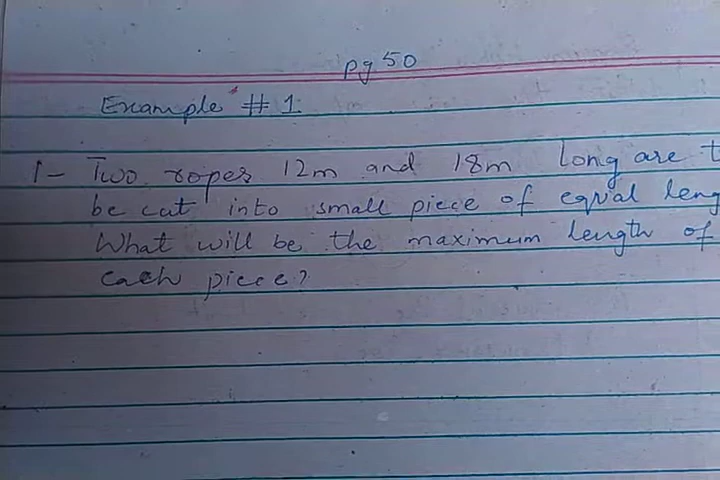 pg 50
Example # 1
1- Two ropes 12m and 18m long are t
be cut into small piece of equal leng
What will be the maximum length of
each piece?